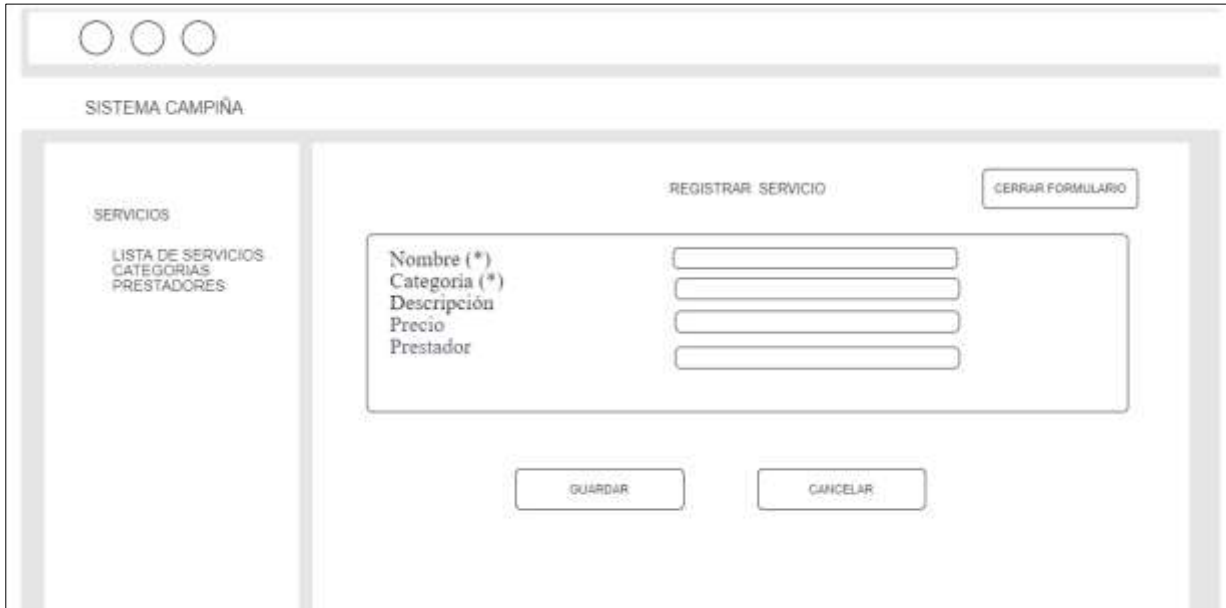 SISTEMA CAMPIÑA
SERVICIOS
LISTA DE SERVICIOS
CATEGORIAS
PRESTADORES
REGISTRAR SERVICIO
CERRAR FORMULARIO
Nombre (*)
Categoria (*)
Descripción
Precio
Prestador
GUARDAR
CANCELAR